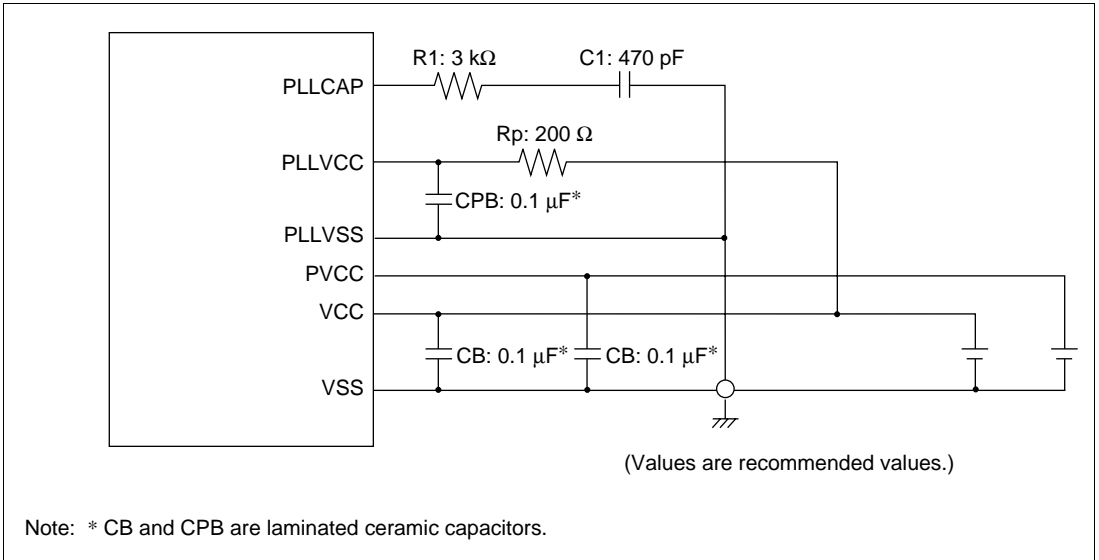 R1: 3 kΩ
C1: 470 pF
PLLCAP
Rp: 200 Ω
PLLVCC
CPB: 0.1 μF*
PLLVSS
PVCC
VCC
CB: 0.1 μF*
CB: 0.1 μF*
VSS
(Values are recommended values.)
Note: * CB and CPB are laminated ceramic capacitors.